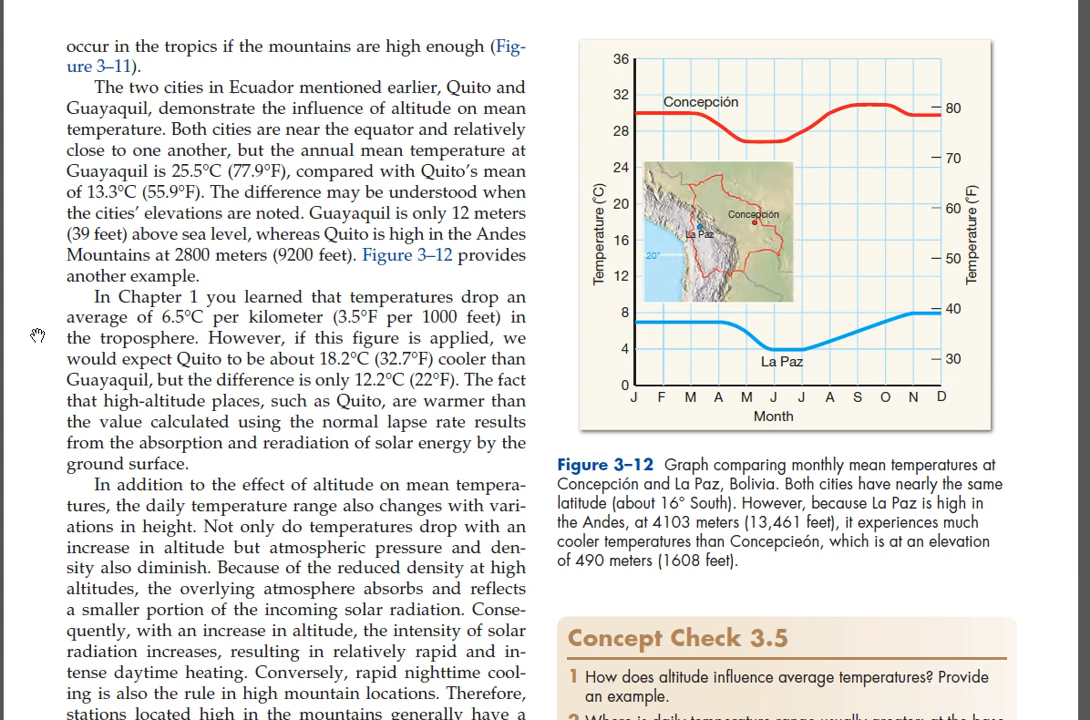 occur in the tropics if the mountains are high enough (Fig-
ure 3–11).
The two cities in Ecuador mentioned earlier, Quito and
Guayaquil, demonstrate the influence of altitude on mean
temperature. Both cities are near the equator and relatively
close to one another, but the annual mean temperature at
Guayaquil is 25.5°C (77.9°F), compared with Quito's mean
of 13.3°C (55.9°F). The difference may be understood when
the cities' elevations are noted. Guayaquil is only 12 meters
(39 feet) above sea level, whereas Quito is high in the Andes
Mountains at 2800 meters (9200 feet). Figure 3–12 provides
another example.
In Chapter 1 you learned that temperatures drop an
average of 6.5°C per kilometer (3.5°F per 1000 feet) in
the troposphere. However, if this figure is applied, we
would expect Quito to be about 18.2°C (32.7°F) cooler than
Guayaquil, but the difference is only 12.2°C (22°F). The fact
that high-altitude places, such as Quito, are warmer than
the value calculated using the normal lapse rate results
from the absorption and reradiation of solar energy by the
ground surface.
In addition to the effect of altitude on mean tempera-
tures, the daily temperature range also changes with vari-
ations in height. Not only do temperatures drop with an
increase in altitude but atmospheric pressure and den-
sity also diminish. Because of the reduced density at high
altitudes, the overlying atmosphere absorbs and reflects
a smaller portion of the incoming solar radiation. Conse-
quently, with an increase in altitude, the intensity of solar
radiation increases, resulting in relatively rapid and in-
tense daytime heating. Conversely, rapid nighttime cool-
ing is also the rule in high mountain locations. Therefore,
stations located high in the mountains generally have a
36
32
28
24
20
16
12
8
4
0
Temperature (°C)
Concepción
Concepción
La Paz
20°
La Paz
80
70
60
50
40
30
Temperature (°F)
J F M A M J J A S O N D
Month
Figure 3–12 Graph comparing monthly mean temperatures at
Concepción and La Paz, Bolivia. Both cities have nearly the same
latitude (about 16° South). However, because La Paz is high in
the Andes, at 4103 meters (13,461 feet), it experiences much
cooler temperatures than Concepcieón, which is at an elevation
of 490 meters (1608 feet).
Concept Check 3.5
1 How does altitude influence average temperatures? Provide
an example.
2 Where is daily temperature range usually greater: at the base